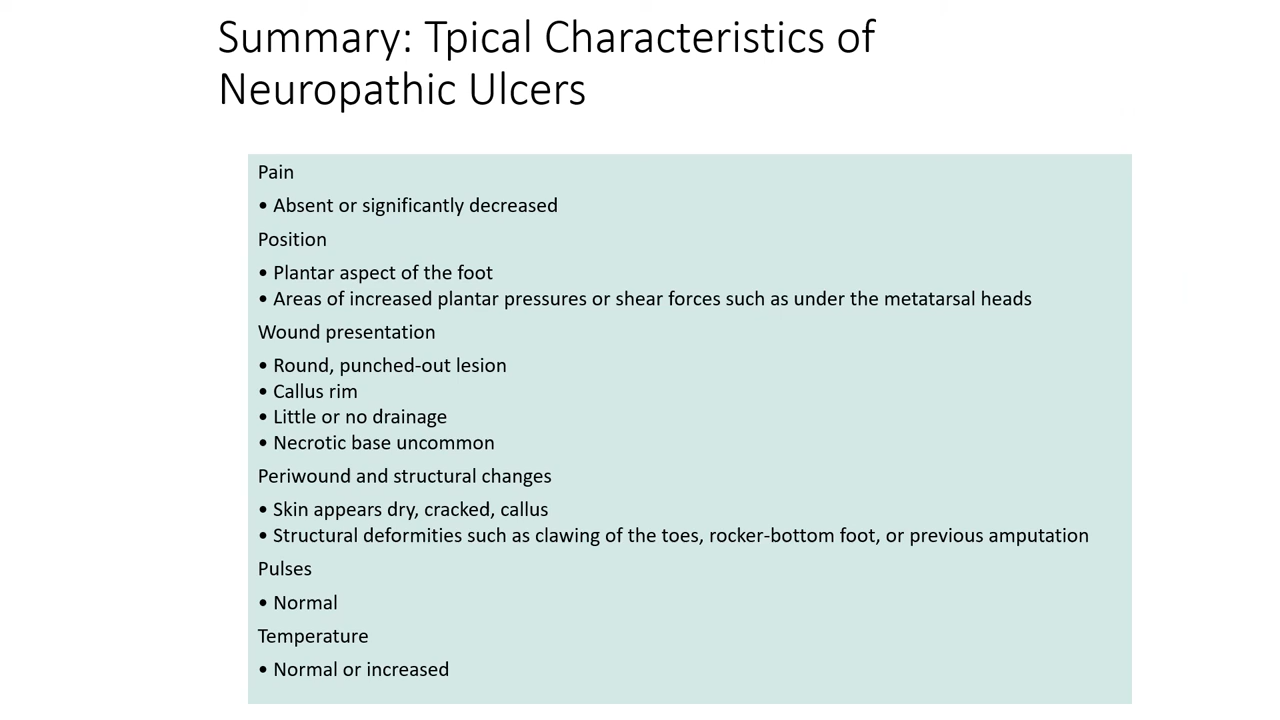 Summary: Tpical Characteristics of
Neuropathic Ulcers
Pain
• Absent or significantly decreased
Position
• Plantar aspect of the foot
• Areas of increased plantar pressures or shear forces such as under the metatarsal heads
Wound presentation
• Round, punched-out lesion
• Callus rim
• Little or no drainage
• Necrotic base uncommon
Periwound and structural changes
• Skin appears dry, cracked, callus
• Structural deformities such as clawing of the toes, rocker-bottom foot, or previous amputation
Pulses
• Normal
Temperature
• Normal or increased